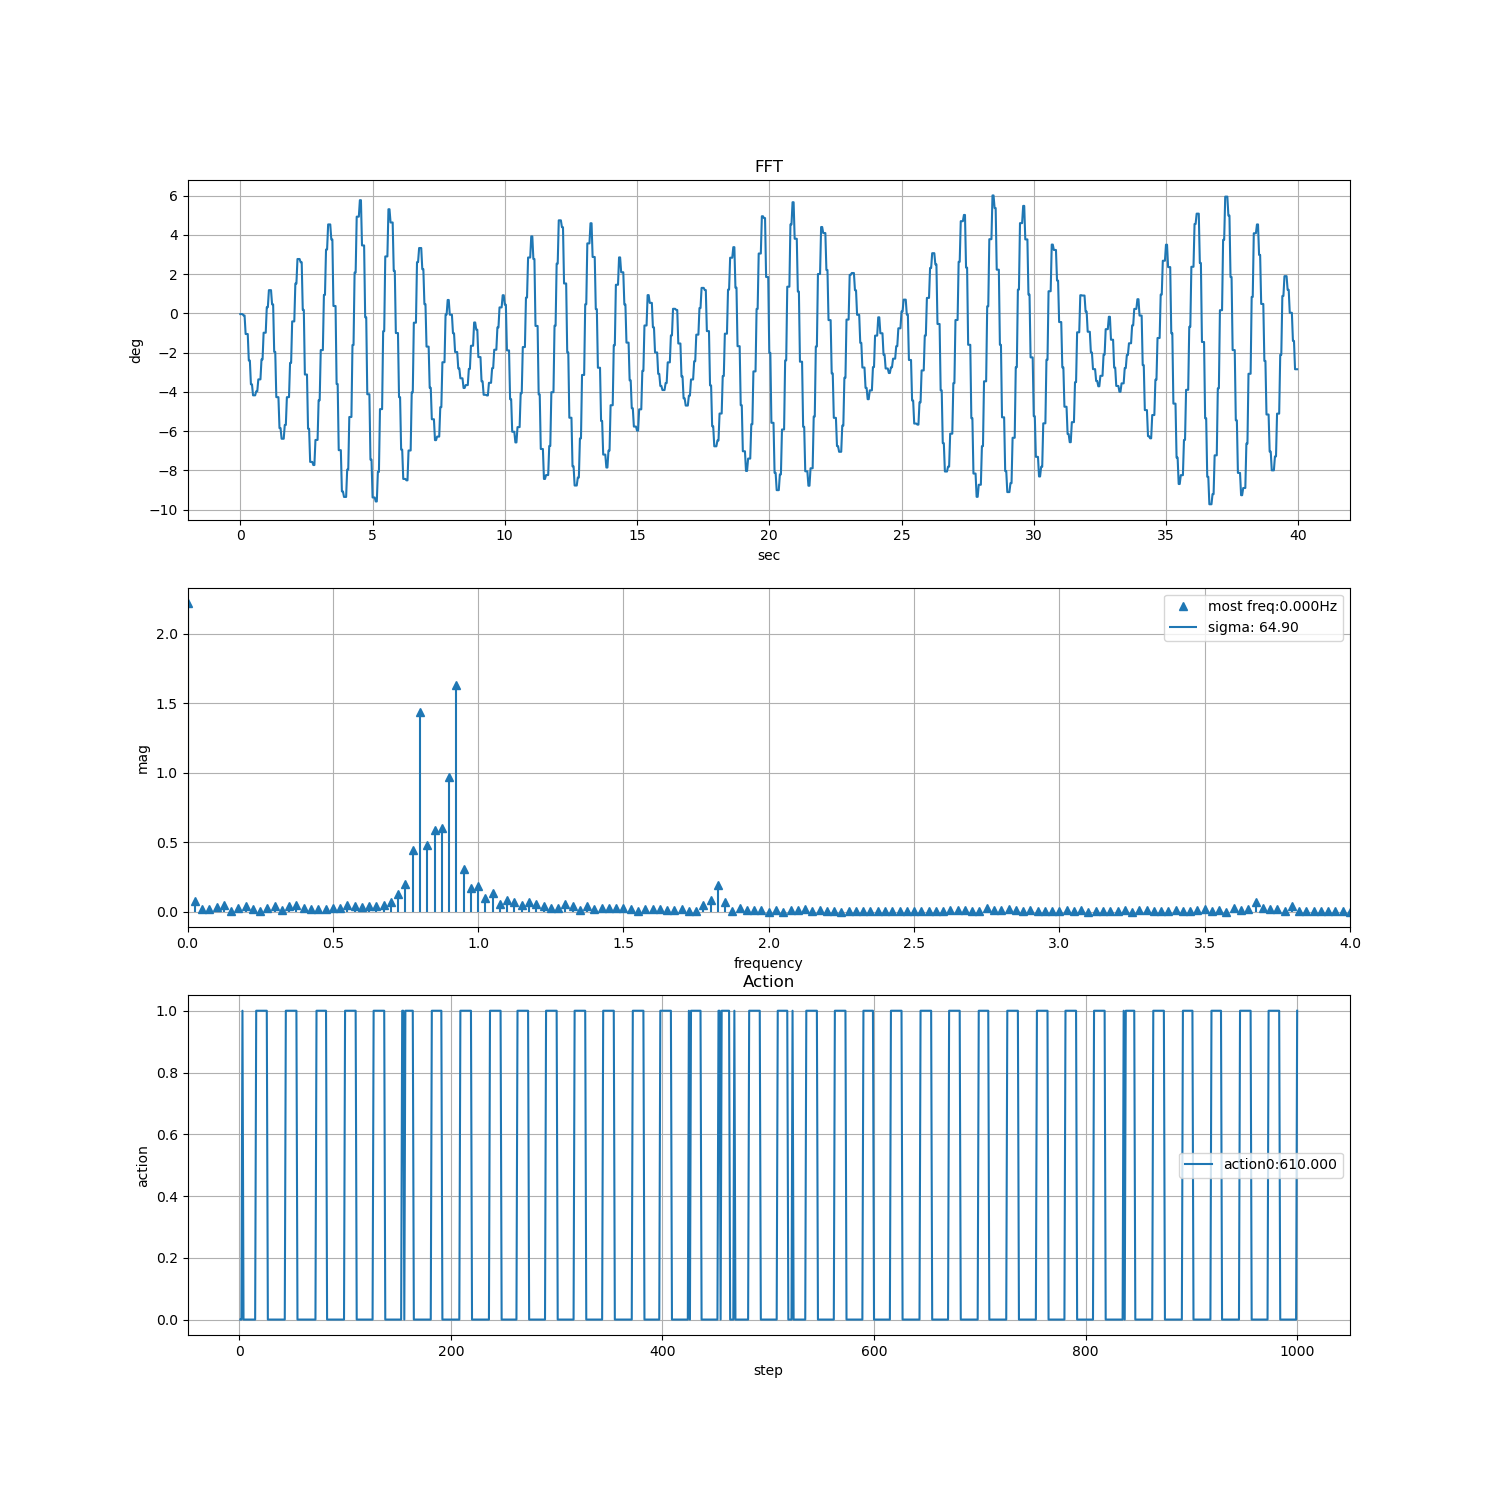 FFT
6
4
2
0
−2
−4
−6
−8
−10
deg
0 5 10 15 20 25 30 35 40
sec
most freq:0.000Hz
sigma: 64.90
2.0
1.5
1.0
0.5
0.0
mag
0.0 0.5 1.0 1.5 2.0 2.5 3.0 3.5 4.0
frequency
Action
1.0
0.8
0.6
0.4
0.2
0.0
action
action0:610.000
0 200 400 600 800 1000
step